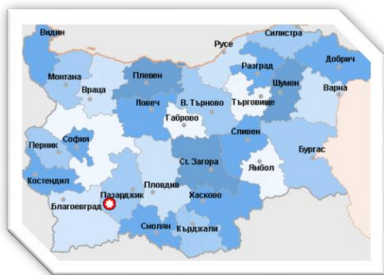 Видин
Русе
Силистра
Добрич
Монтана
Враца
Плевен
Разград
Шумен
Варна
Ловеч
В. Търново
Търговище
Габрово
София
Перник
Сливен
Бургас
Ст. Загора
Ямбол
Костендил
Пазарджик
Пловдив
Хасково
Благоевград
Смолян
Кърджали